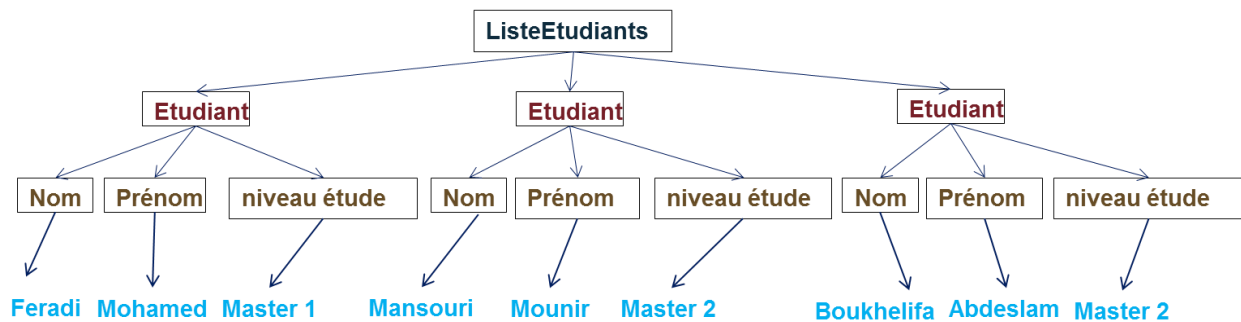 ListeEtudiants
Etudiant Etudiant Etudiant
Nom Prénom niveau étude Nom Prénom niveau étude Nom Prénom niveau étude
Feradi Mohamed Master 1 Mansouri Mounir Master 2 Boukhelifa Abdeslam Master 2